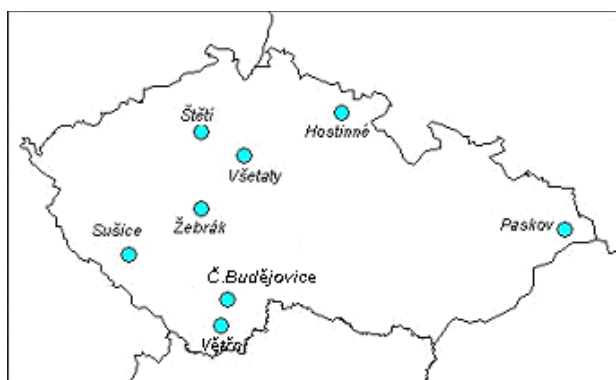 Štětí
Hostinné
Všetaty
Žebrák
Sušice
Paskov
Č.Budějovice
Větřní